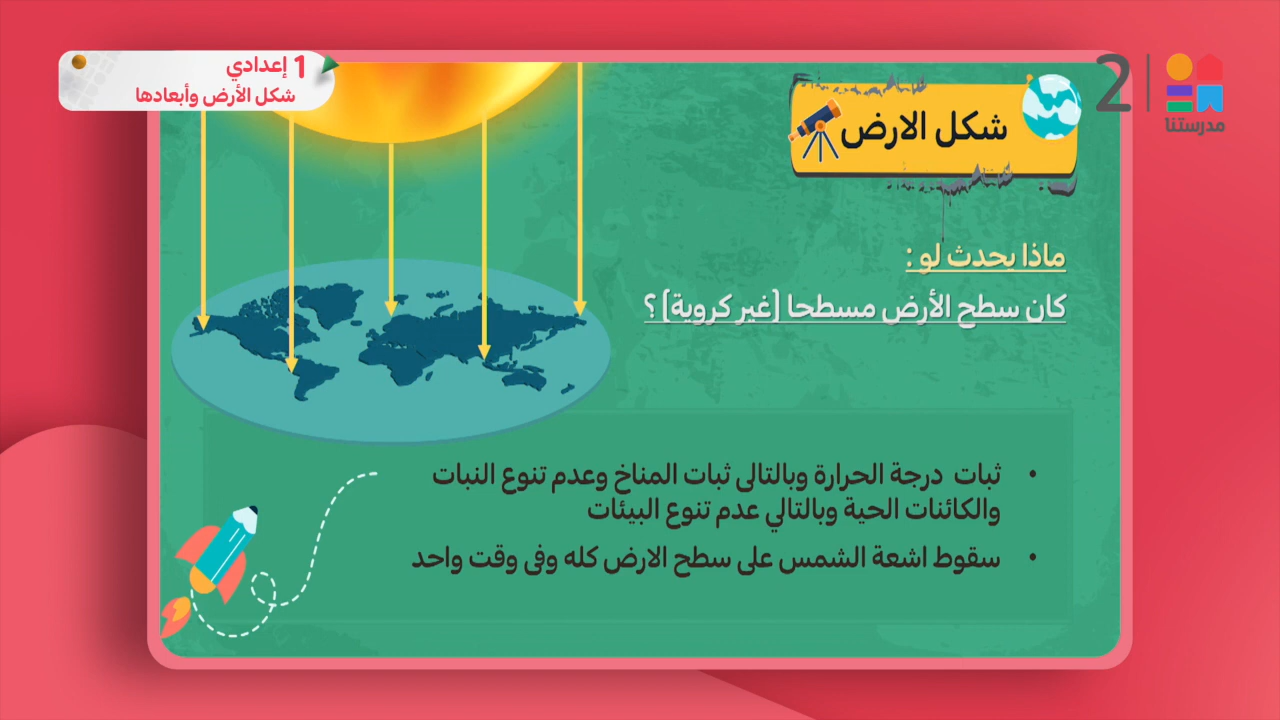 1 إعدادي
شكل الأرض وأبعادها
2
مدرستنا
شكل الارض
ماذا يحدث لو :
كان سطح الأرض مسطحا [غير كروية] ؟
• ثبات درجة الحرارة وبالتالى ثبات المناخ وعدم تنوع النبات
والكائنات الحية وبالتالي عدم تنوع البيئات
• سقوط اشعة الشمس على سطح الارض كله وفى وقت واحد